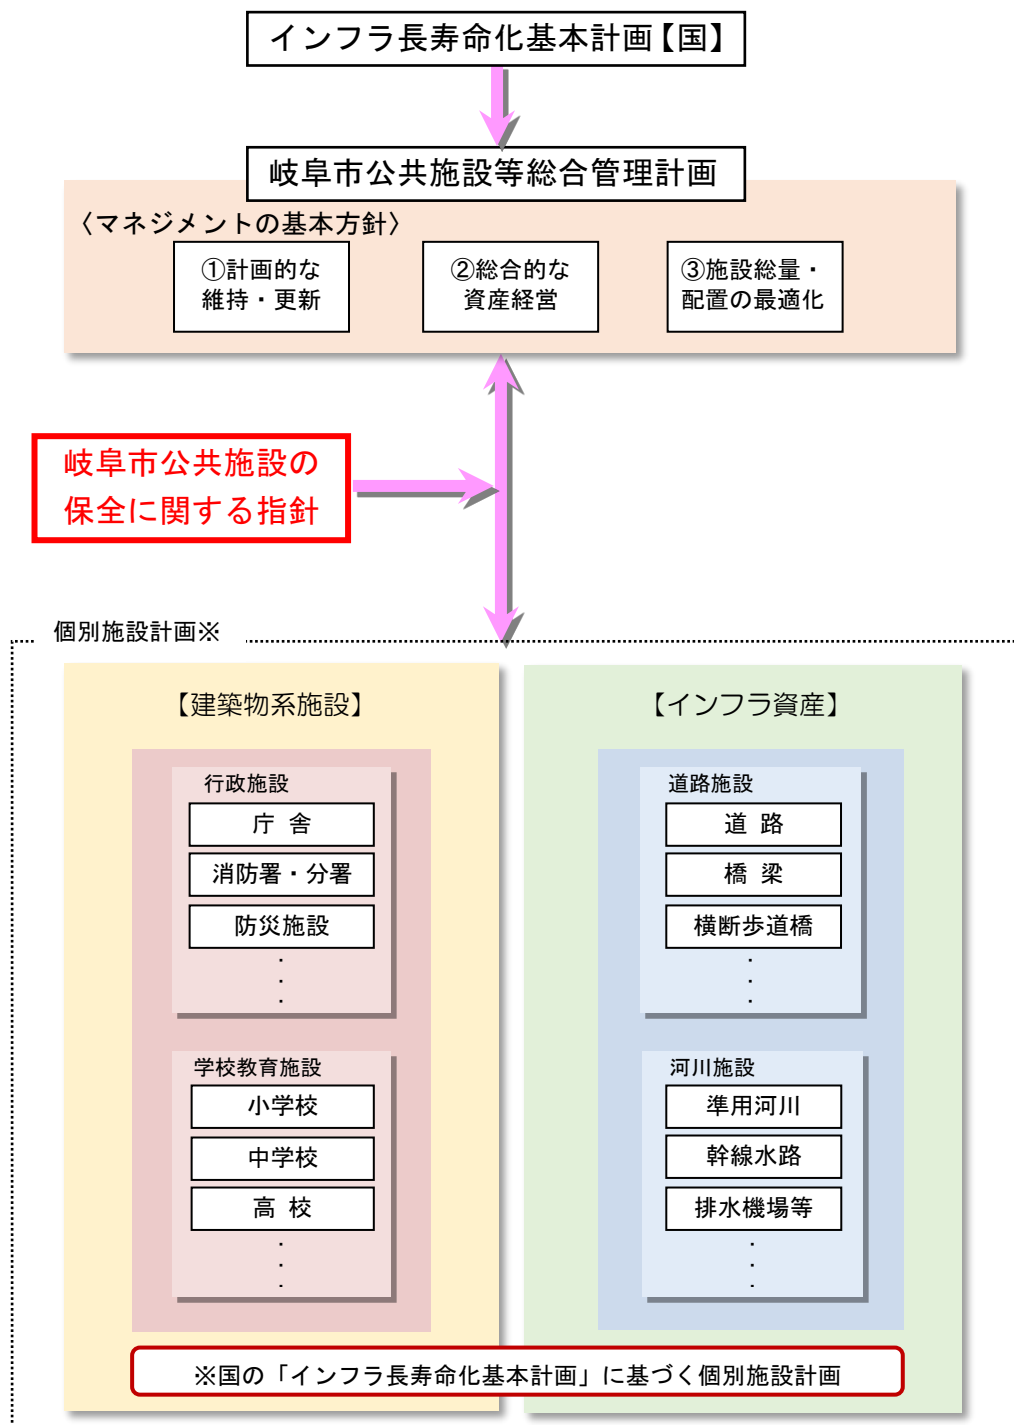 インフラ長寿命化基本計画【国】
岐阜市公共施設等総合管理計画
〈マネジメントの基本方針〉
①計画的な
維持・更新
②総合的な
資産経営
③施設総量・
配置の最適化
岐阜市公共施設の
保全に関する指針
個別施設計画※
【建築物系施設】
行政施設
庁 舎
消防署・分署
防災施設
・
・
・
学校教育施設
小学校
中学校
高 校
・
・
・
【インフラ資産】
道路施設
道 路
橋 梁
横断歩道橋
・
・
・
河川施設
準用河川
幹線水路
排水機場等
・
・
・
※国の「インフラ長寿命化基本計画」に基づく個別施設計画